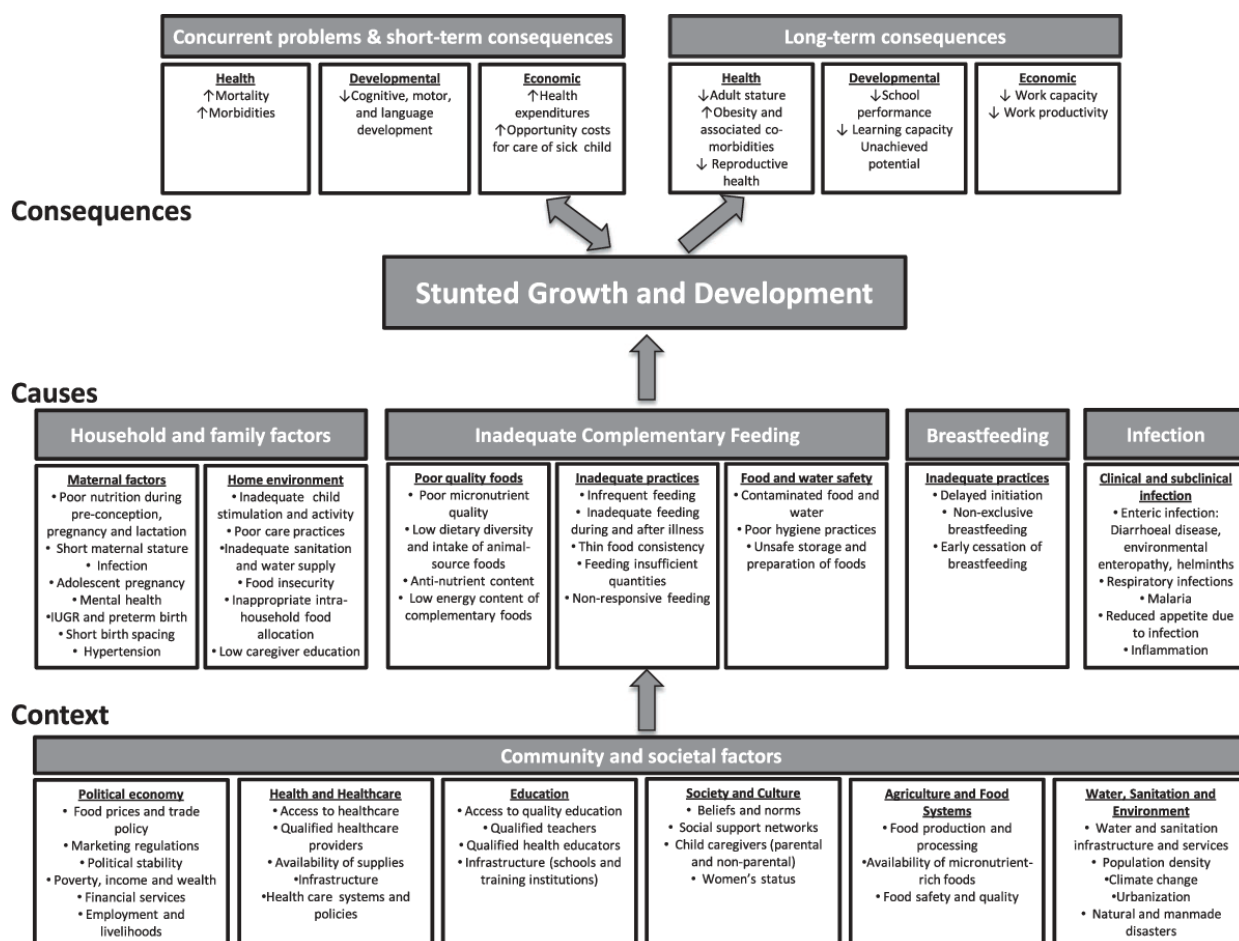 Concurrent problems & short-term consequences
Health
↑Mortality
↑Morbidities
Developmental
↓Cognitive, motor,
and language
development
Economic
↑Health
expenditures
↑Opportunity costs
for care of sick child
Long-term consequences
Health
↓Adult stature
↑Obesity and
associated co-
morbidities
↓ Reproductive
health
Developmental
↓School
performance
↓ Learning capacity
Unachieved
potential
Economic
↓ Work capacity
↓ Work productivity
Consequences
Stunted Growth and Development
Causes
Household and family factors
Maternal factors
• Poor nutrition during
pre-conception,
pregnancy and lactation
• Short maternal stature
• Infection
• Adolescent pregnancy
• Mental health
•IUGR and preterm birth
• Short birth spacing
• Hypertension
Home environment
• Inadequate child
stimulation and activity
• Poor care practices
•Inadequate sanitation
and water supply
• Food insecurity
• Inappropriate intra-
household food
allocation
• Low caregiver education
Inadequate Complementary Feeding
Poor quality foods
• Poor micronutrient
quality
• Low dietary diversity
and intake of animal-
source foods
• Anti-nutrient content
• Low energy content of
complementary foods
Inadequate practices
• Infrequent feeding
• Inadequate feeding
during and after illness
• Thin food consistency
• Feeding insufficient
quantities
• Non-responsive feeding
Food and water safety
• Contaminated food and
water
• Poor hygiene practices
• Unsafe storage and
preparation of foods
Breastfeeding
Inadequate practices
• Delayed initiation
• Non-exclusive
breastfeeding
• Early cessation of
breastfeeding
Infection
Clinical and subclinical
infection
• Enteric infection:
Diarrhoeal disease,
environmental
enteropathy, helminths
• Respiratory infections
• Malaria
• Reduced appetite due
to infection
• Inflammation
Context
Community and societal factors
Political economy
• Food prices and trade
policy
• Marketing regulations
• Political stability
• Poverty, income and wealth
• Financial services
• Employment and
livelihoods
Health and Healthcare
• Access to healthcare
• Qualified healthcare
providers
• Availability of supplies
•Infrastructure
•Health care systems and
policies
Education
• Access to quality education
• Qualified teachers
• Qualified health educators
• Infrastructure (schools and
training institutions)
Society and Culture
• Beliefs and norms
• Social support networks
• Child caregivers (parental
and non-parental)
• Women's status
Agriculture and Food
Systems
• Food production and
processing
•Availability of micronutrient-
rich foods
• Food safety and quality
Water, Sanitation and
Environment
• Water and sanitation
infrastructure and services
• Population density
•Climate change
•Urbanization
• Natural and manmade
disasters